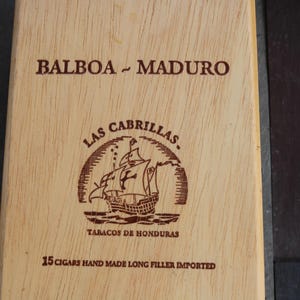 BALBOA ~ MADURO
LAS CABRILLAS
TABACOS DE HONDURAS
15 CIGARS HAND MADE LONG FILLER IMPORTED